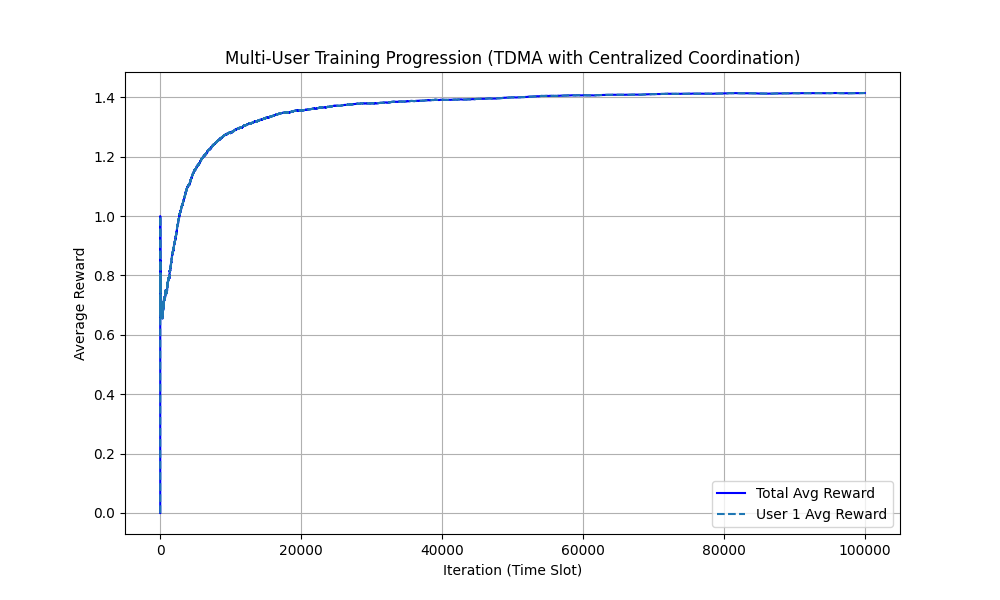 Multi-User Training Progression (TDMA with Centralized Coordination)
1.4
1.2
1.0
0.8
0.6
0.4
0.2
0.0
Average Reward
Total Avg Reward
User 1 Avg Reward
0
20000
40000
60000
80000
100000
Iteration (Time Slot)